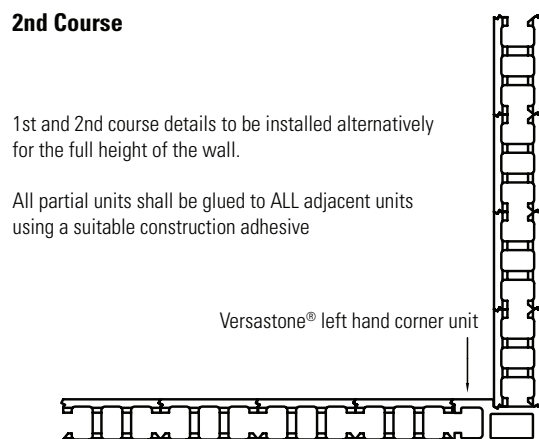 2nd Course
1st and 2nd course details to be installed alternatively
for the full height of the wall.
All partial units shall be glued to ALL adjacent units
using a suitable construction adhesive
Versastone® left hand corner unit